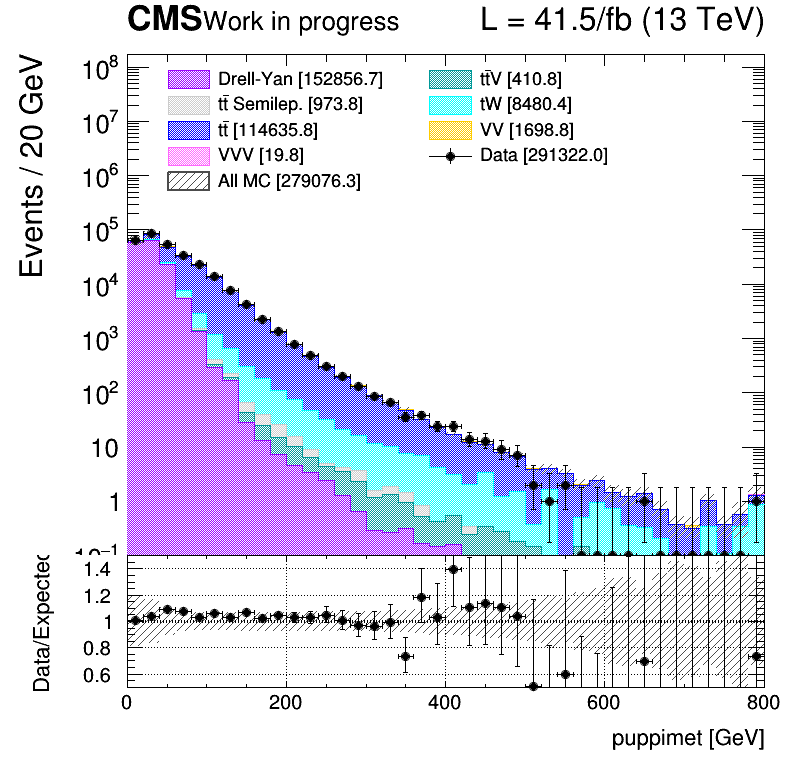 CMS Work in progress L = 41.5/fb (13 TeV)
Events / 20 GeV
10⁸
10⁷
10⁶
10⁵
10⁴
10³
10²
10
1
10⁻¹
Drell-Yan [152856.7]
tt̄ Semilep. [973.8]
tt̄ [114635.8]
VVV [19.8]
All MC [279076.3]
tt̄V [410.8]
tW [8480.4]
VV [1698.8]
Data [291322.0]
Data/Expected
1.4
1.2
1
0.8
0.6
0 200 400 600 800
puppimet [GeV]